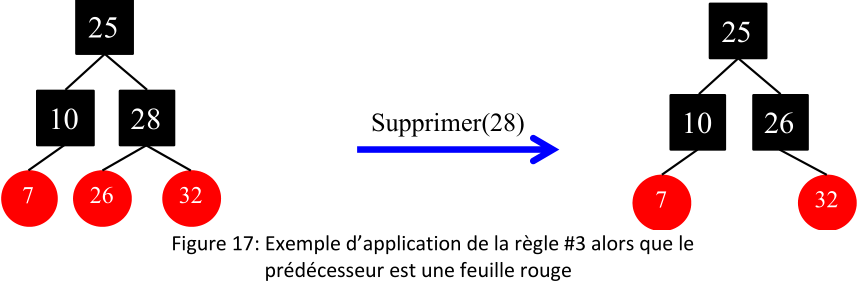 25 25
10 28 Supprimer(28) 10 26
7 26 32 7 32
Figure 17: Exemple d’application de la règle #3 alors que le
prédécesseur est une feuille rouge